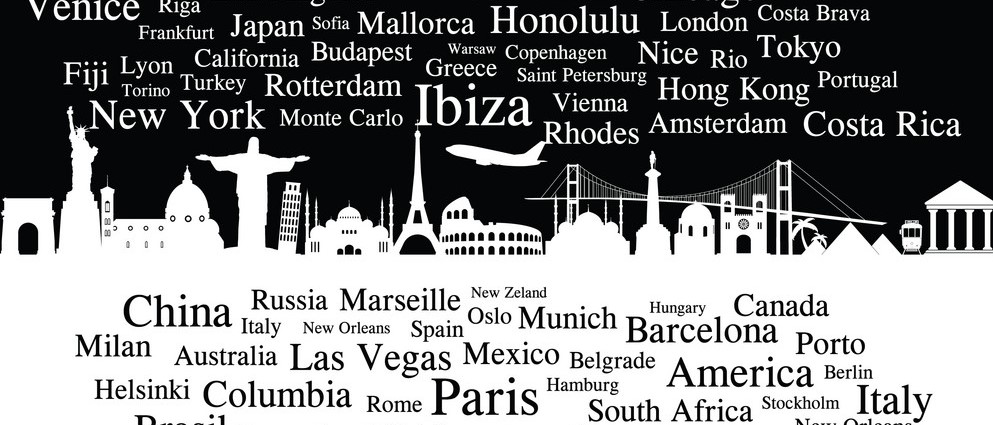 Venice Riga
Frankfurt Japan Sofia Mallorca Honolulu London Costa Brava
Fiji Lyon California Budapest Warsaw Copenhagen Nice Rio Tokyo
Torino Turkey Rotterdam Greece Saint Petersburg Hong Kong Portugal
New York Monte Carlo Ibiza Vienna Rhodes Amsterdam Costa Rica
China Russia Marseille New Zeland Oslo Munich Hungary Canada
Italy New Orleans Spain Barcelona
Milan Australia Las Vegas Mexico Belgrade Porto
Helsinki Columbia Rome Paris Hamburg America Berlin
South Africa Stockholm Italy
Brasil New Orleans